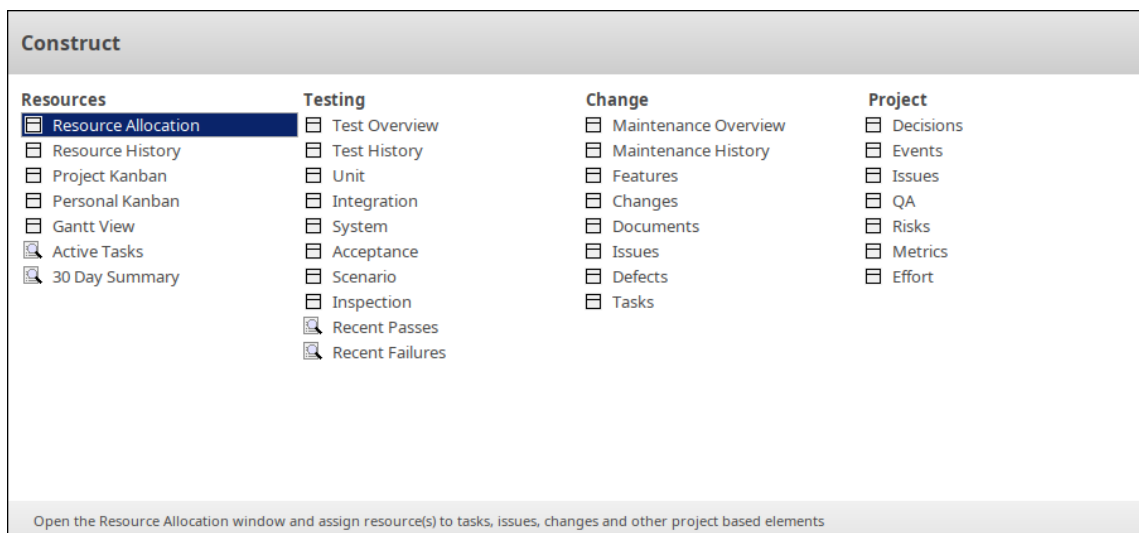 Construct
Resources
Resource Allocation
Resource History
Project Kanban
Personal Kanban
Gantt View
Active Tasks
30 Day Summary
Testing
Test Overview
Test History
Unit
Integration
System
Acceptance
Scenario
Inspection
Recent Passes
Recent Failures
Change
Maintenance Overview
Maintenance History
Features
Changes
Documents
Issues
Defects
Tasks
Project
Decisions
Events
Issues
QA
Risks
Metrics
Effort
Open the Resource Allocation window and assign resource(s) to tasks, issues, changes and other project based elements